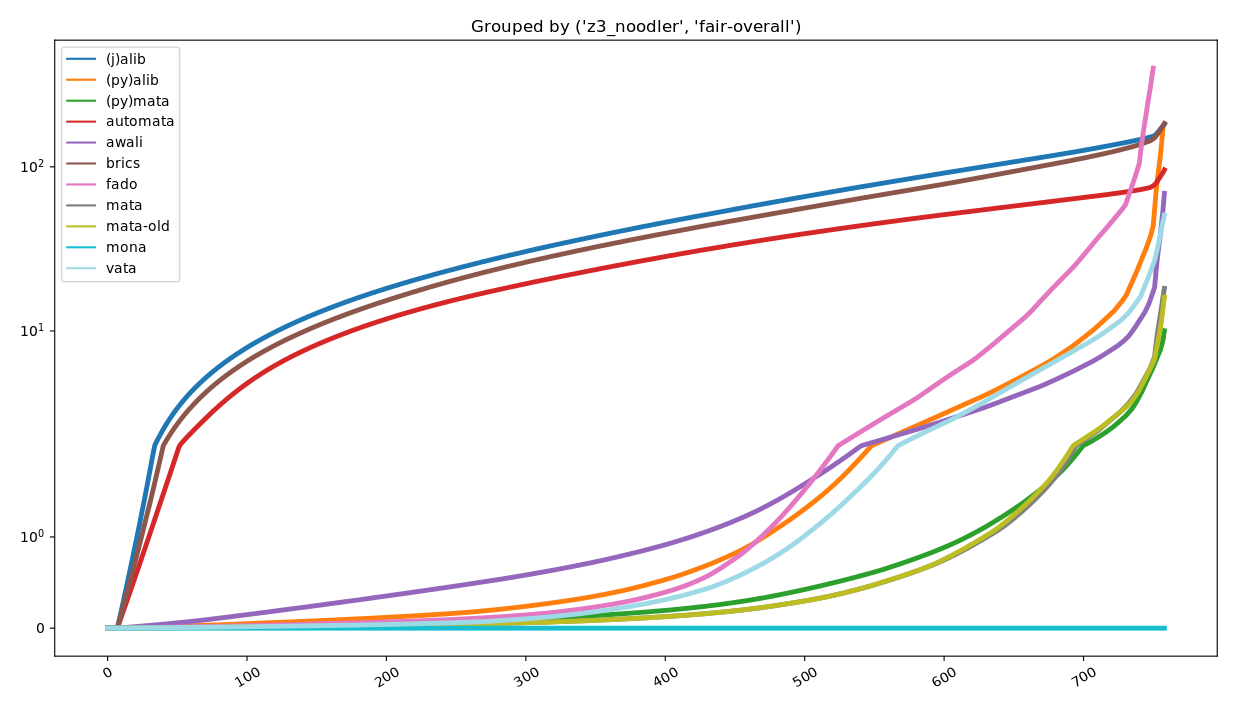 Grouped by ('z3_noodler', 'fair-overall')
(j)alib
(py)alib
(py)mata
automata
awali
brics
fado
mata
mata-old
mona
vata
10²
10¹
10⁰
0
0 100 200 300 400 500 600 700